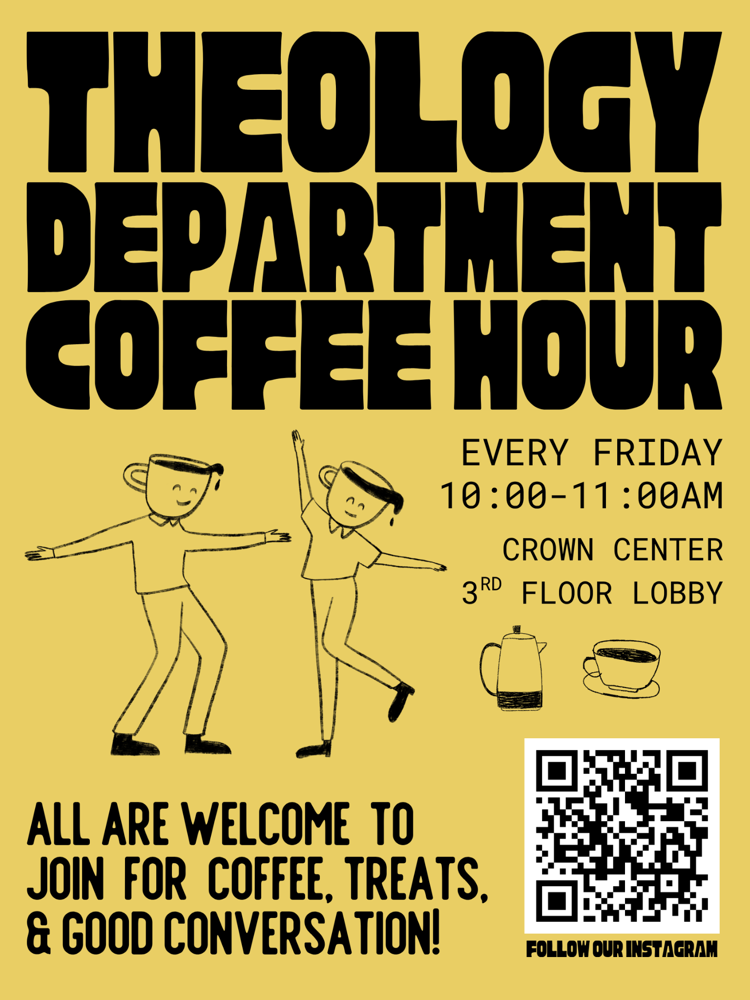 THEOLOGY
DEPARTMENT
COFFEE HOUR
EVERY FRIDAY
10:00-11:00AM
CROWN CENTER
3RD FLOOR LOBBY
ALL ARE WELCOME TO
JOIN FOR COFFEE, TREATS,
& GOOD CONVERSATION!
FOLLOW OUR INSTAGRAM